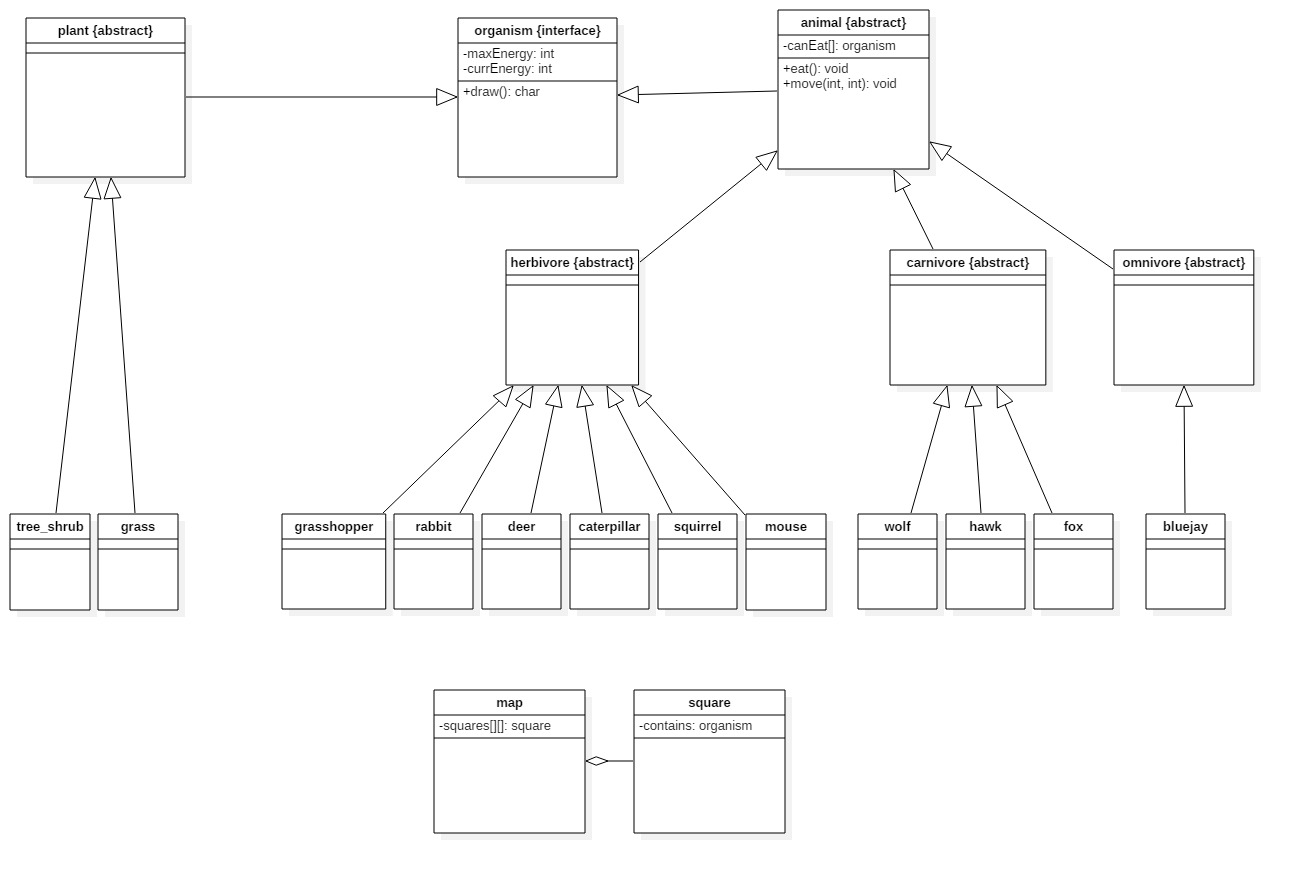 plant {abstract}
organism {interface}
-maxEnergy: int
-currEnergy: int
+draw(): char
animal {abstract}
-canEat[]: organism
+eat(): void
+move(int, int): void
herbivore {abstract}
carnivore {abstract}
omnivore {abstract}
tree_shrub
grass
grasshopper
rabbit
deer
caterpillar
squirrel
mouse
wolf
hawk
fox
bluejay
map
-squares[][]: square
square
-contains: organism